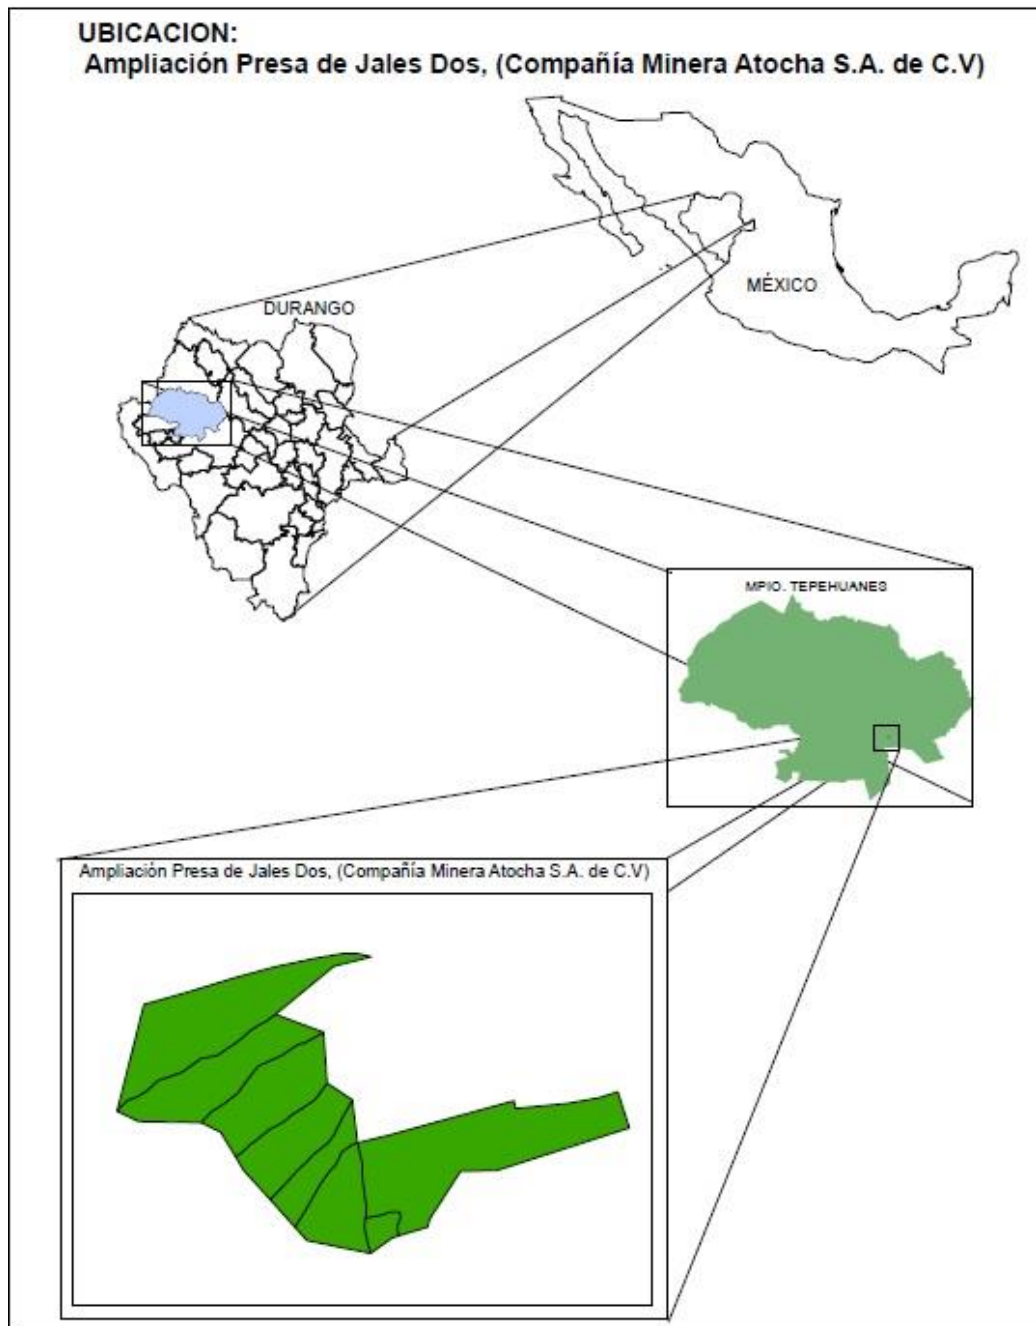 UBICACION:
Ampliación Presa de Jales Dos, (Compañía Minera Atocha S.A. de C.V)
MÉXICO
DURANGO
MPIO. TEPEHUANES
Ampliación Presa de Jales Dos, (Compañía Minera Atocha S.A. de C.V)